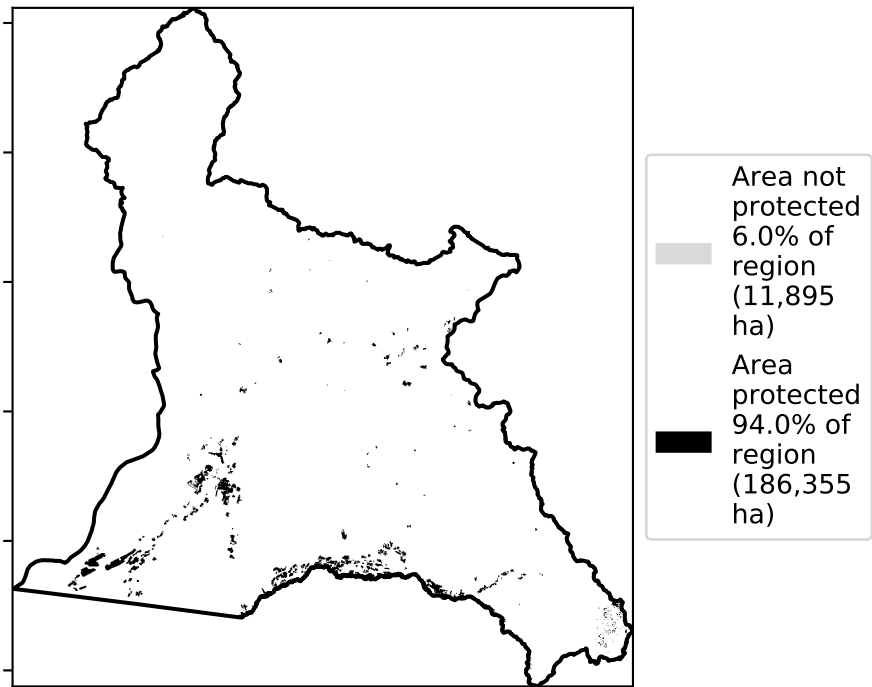 Area not
protected
6.0% of
region
(11,895
ha)
Area
protected
94.0% of
region
(186,355
ha)